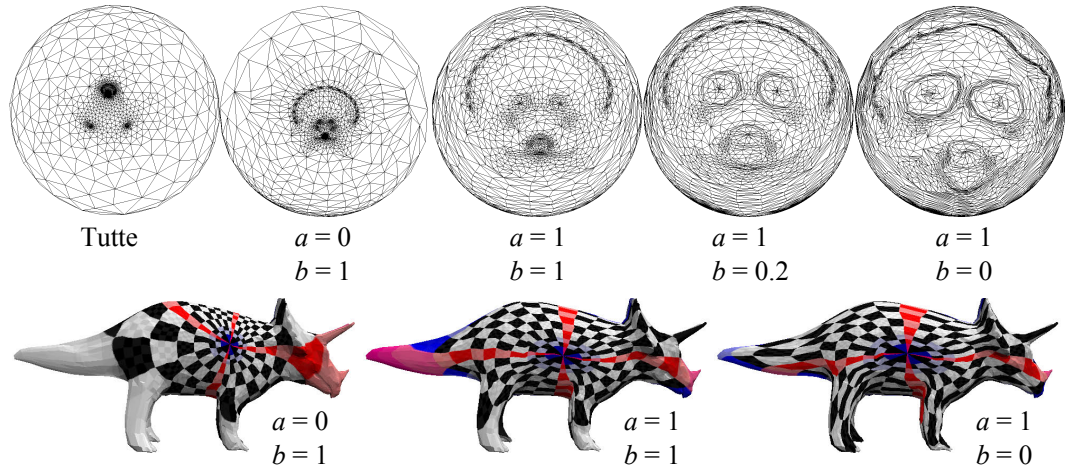 Tutte
a = 0
b = 1
a = 1
b = 1
a = 1
b = 0.2
a = 1
b = 0
a = 0
b = 1
a = 1
b = 1
a = 1
b = 0